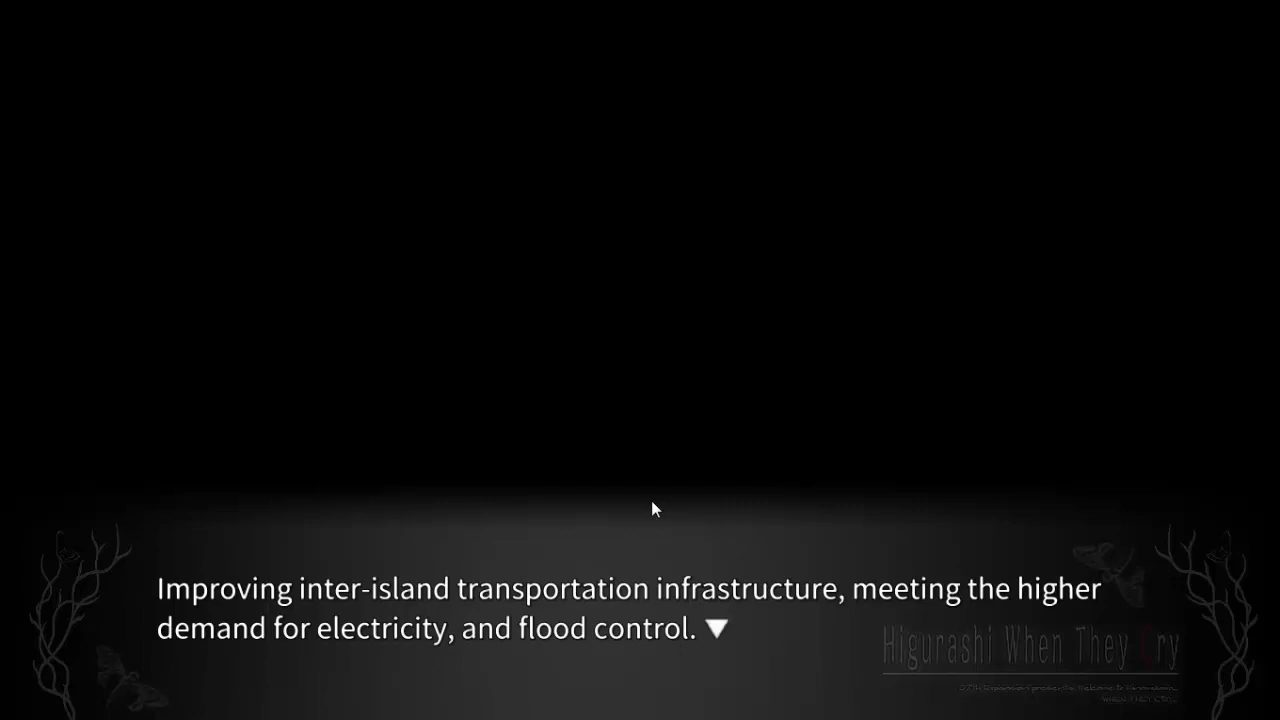 Improving inter-island transportation infrastructure, meeting the higher
demand for electricity, and flood control.
Higurashi When They Cry